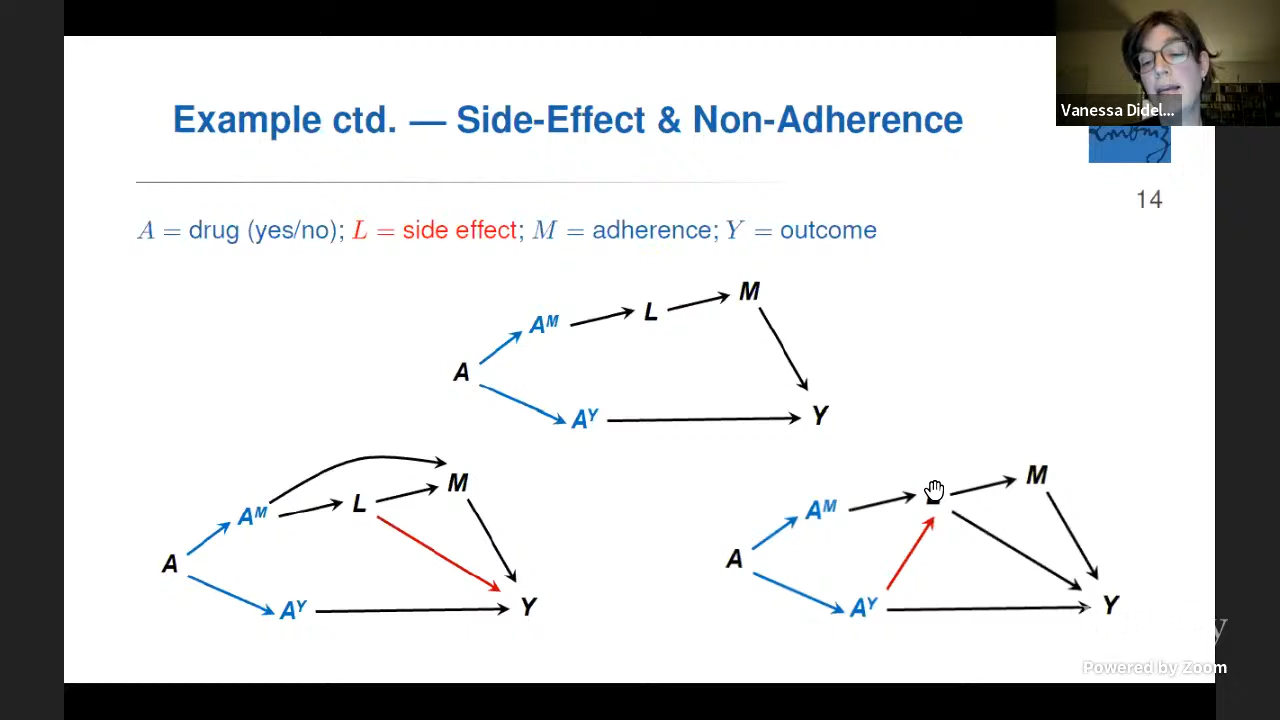 Vanessa Didel...
Example ctd. — Side-Effect & Non-Adherence
14
A = drug (yes/no); L = side effect; M = adherence; Y = outcome
M
L
A^M
A
A^Y
Y
M
L
A^M
A
A^Y
Y
M
A^M
A
A^Y
Y
y
Powered by Zoom